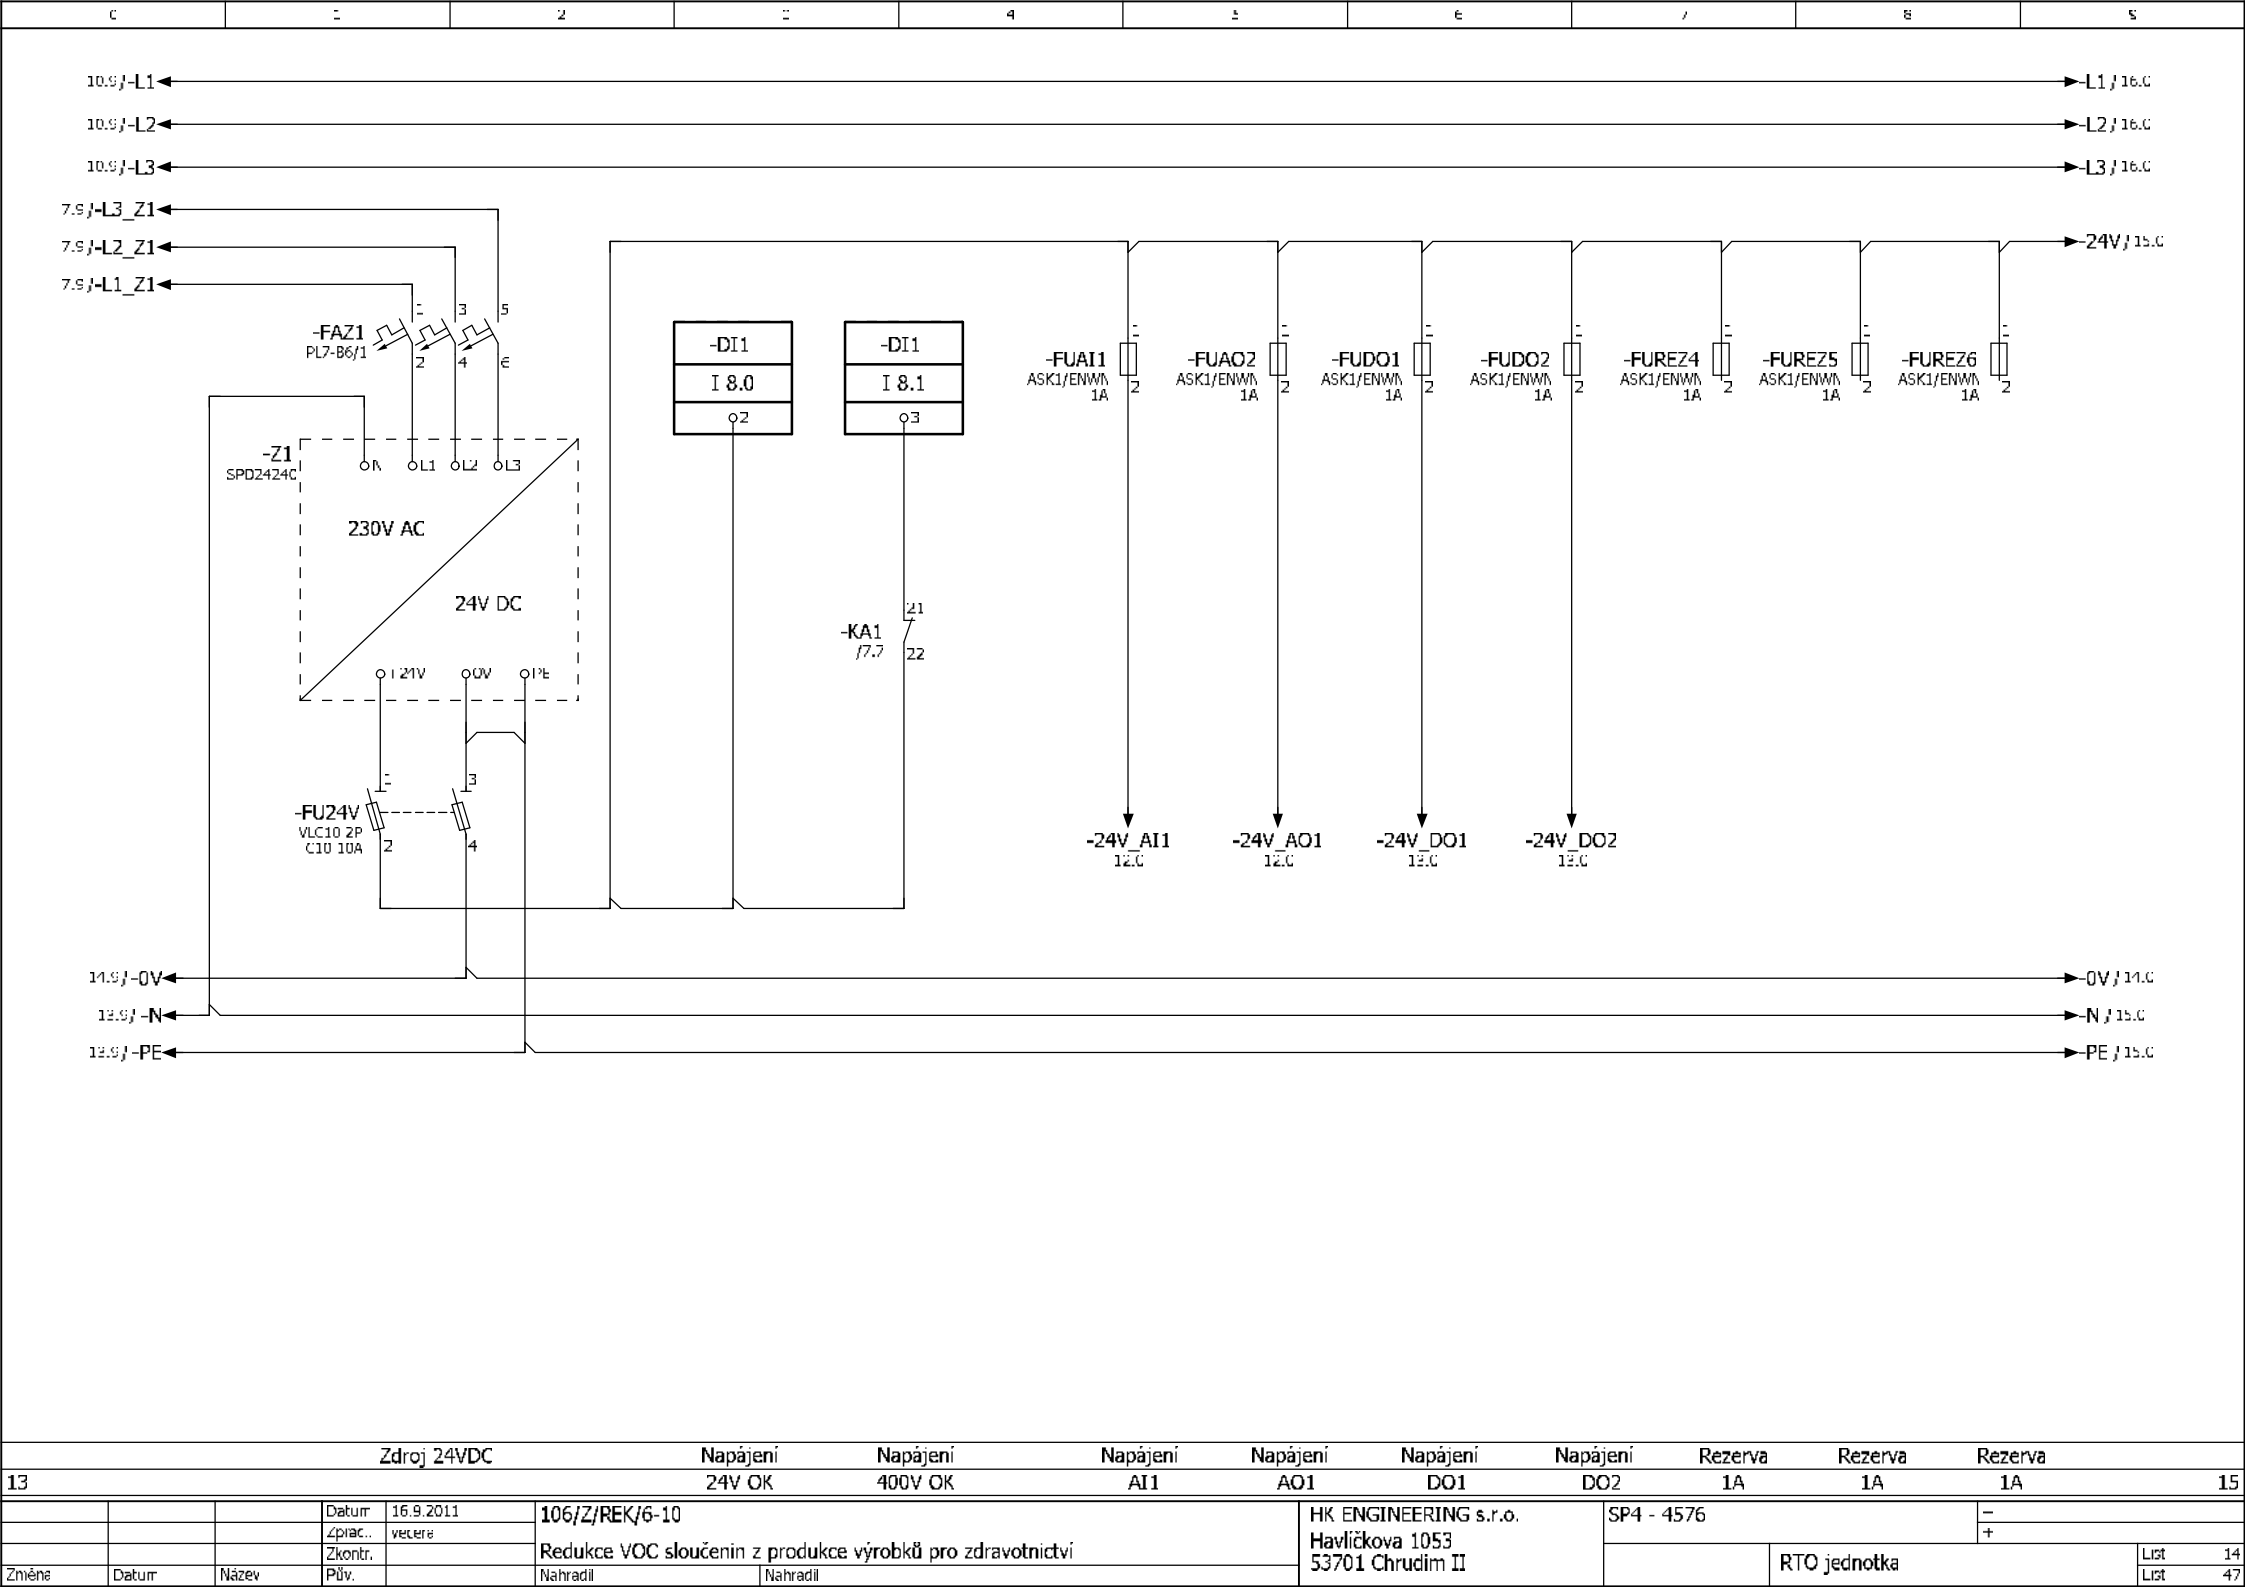 2
4
10.9/-L1
-L1/16.0
10.9/-L2
-L2/16.0
10.9/-L3
-L3/16.0
7.9/-L3_Z1
7.9/-L2_Z1
-24V/15.0
7.9/-L1_Z1
3 5
-FAZ1
PL7-B6/1
2 4 6
-DI1
-DI1
I 8.0
I 8.1
2
3
-FUAI1
ASK1/ENWN
1A
2
-FUAO2
ASK1/ENWN
1A
2
-FUDO1
ASK1/ENWN
1A
2
-FUDO2
ASK1/ENWN
1A
2
-FUREZ4
ASK1/ENWN
1A
2
-FUREZ5
ASK1/ENWN
1A
2
-FUREZ6
ASK1/ENWN
1A
2
-Z1
SPD24240
N L1 L2 L3
230V AC
24V DC
+24V 0V PE
21
-KA1
/7.7
22
1 3
-FU24V
VLC10 2P
C10 10A
2 4
-24V_AI1
12.0
-24V_AO1
12.0
-24V_DO1
13.0
-24V_DO2
13.0
14.9/-0V
-0V/14.0
13.9/-N
-N/15.0
13.9/-PE
-PE/15.0
Zdroj 24VDC Napájení Napájení Napájení Napájení Napájení Napájení Rezerva Rezerva Rezerva
13 24V OK 400V OK AI1 AO1 DO1 DO2 1A 1A 1A 15
Datum 16.9.2011
Zprac. vecera
Zkontr.
Změna Datum Název Pův.
106/Z/REK/6-10
Redukce VOC sloučenin z produkce výrobků pro zdravotnictví
Nahradil Nahradil
HK ENGINEERING s.r.o.
Havlíčkova 1053
53701 Chrudim II
SP4 - 4576
RTO jednotka
-
+
List 14
List 47